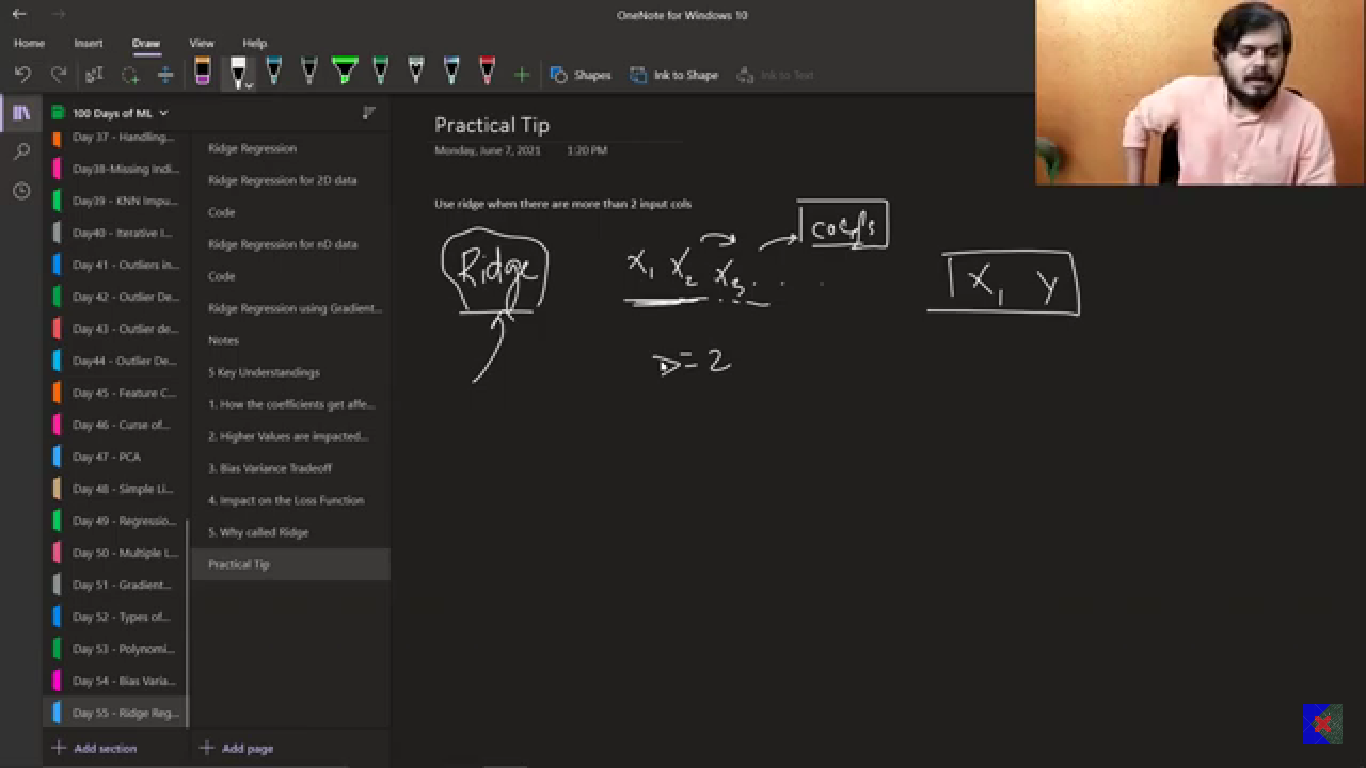 OneNote for Windows 10
Home Insert Draw View Help
Shapes Ink to Shape Ink to Text
100 Days of ML
Day 37 - Handling...
Day38-Missing Indi...
Day39 - KNN Impu...
Day40 - Iterative I...
Day 41 - Outliers in...
Day 42 - Outlier De...
Day 43 - Outlier de...
Day44 - Outlier De...
Day 45 - Feature C...
Day 46 - Curse of...
Day 47 - PCA
Day 48 - Simple Li...
Day 49 - Regressio...
Day 50 - Multiple L...
Day 51 - Gradient...
Day 52 - Types of...
Day 53 - Polynomi...
Day 54 - Bias Varia...
Day 55 - Ridge Reg...
Add section
Ridge Regression
Ridge Regression for 2D data
Code
Ridge Regression for nD data
Code
Ridge Regression using Gradient...
Notes
5 Key Understandings
1. How the coefficients get affe...
2. Higher Values are impacted...
3. Bias Variance Tradeoff
4. Impact on the Loss Function
5. Why called Ridge
Practical Tip
Add page
Practical Tip
Monday, June 7, 2021 1:20 PM
Use ridge when there are more than 2 input cols
coeffs
Ridge x₁ x₂ x₃ . . . x₁ y
>= 2